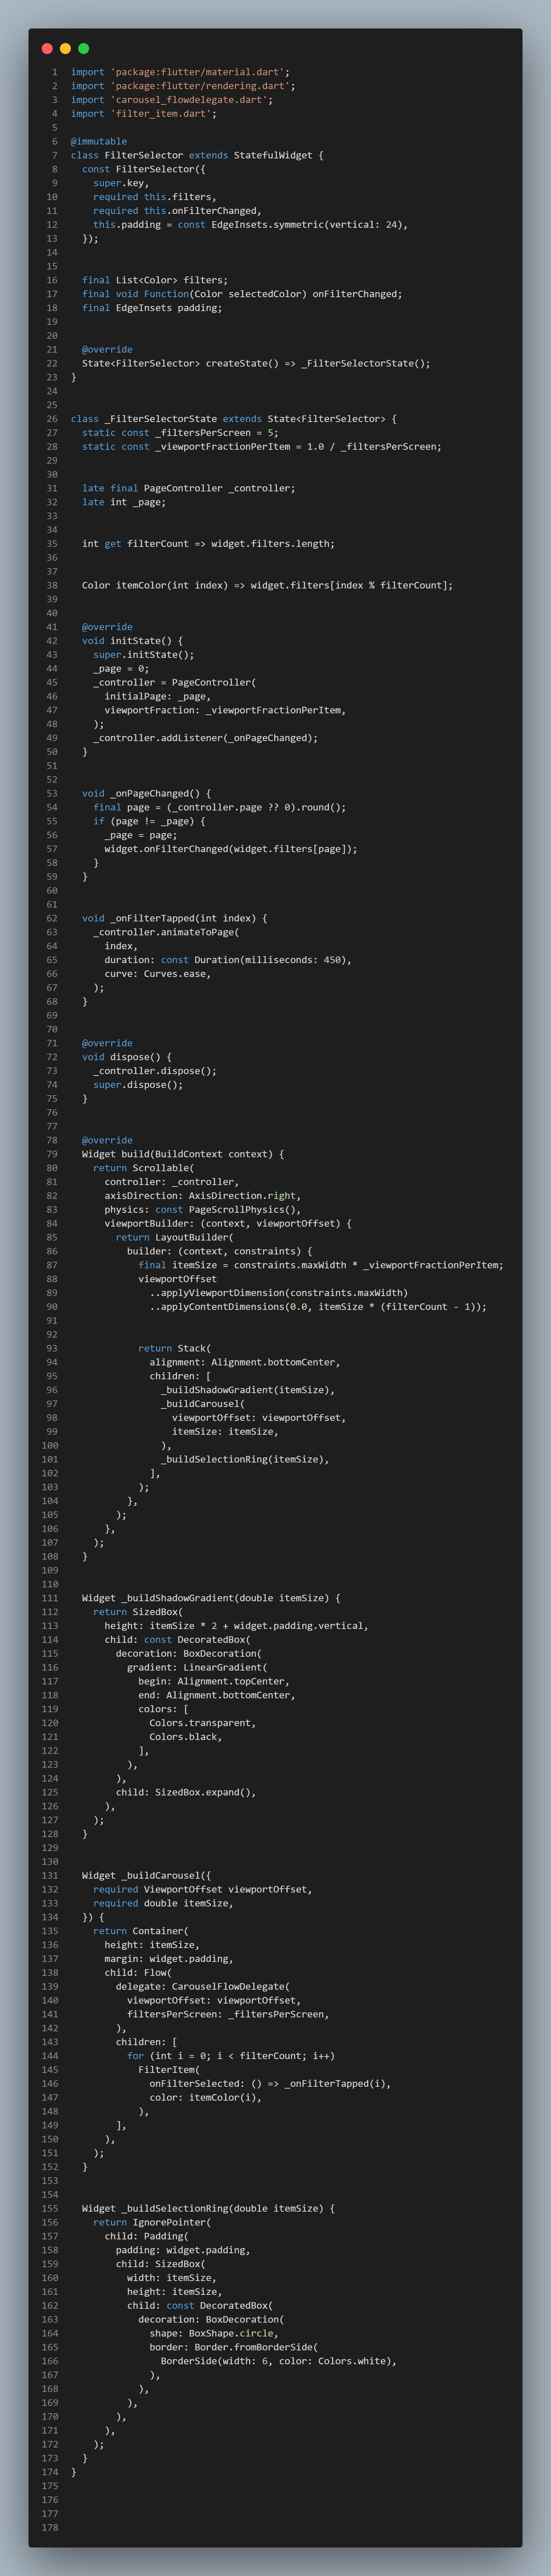 1 import 'package:flutter/material.dart';
2 import 'package:flutter/rendering.dart';
3 import 'carousel_flowdelegate.dart';
4 import 'filter_item.dart';
5
6 @immutable
7 class FilterSelector extends StatefulWidget {
8   const FilterSelector({
9     super.key,
10     required this.filters,
11     required this.onFilterChanged,
12     this.padding = const EdgeInsets.symmetric(vertical: 24),
13   });
14
15
16   final List<Color> filters;
17   final void Function(Color selectedColor) onFilterChanged;
18   final EdgeInsets padding;
19
20
21   @override
22   State<FilterSelector> createState() => _FilterSelectorState();
23 }
24
25
26 class _FilterSelectorState extends State<FilterSelector> {
27   static const _filtersPerScreen = 5;
28   static const _viewportFractionPerItem = 1.0 / _filtersPerScreen;
29
30
31   late final PageController _controller;
32   late int _page;
33
34
35   int get filterCount => widget.filters.length;
36
37
38   Color itemColor(int index) => widget.filters[index % filterCount];
39
40
41   @override
42   void initState() {
43     super.initState();
44     _page = 0;
45     _controller = PageController(
46       initialPage: _page,
47       viewportFraction: _viewportFractionPerItem,
48     );
49     _controller.addListener(_onPageChanged);
50   }
51
52
53   void _onPageChanged() {
54     final page = (_controller.page ?? 0).round();
55     if (page != _page) {
56       _page = page;
57       widget.onFilterChanged(widget.filters[page]);
58     }
59   }
60
61
62   void _onFilterTapped(int index) {
63     _controller.animateToPage(
64       index,
65       duration: const Duration(milliseconds: 450),
66       curve: Curves.ease,
67     );
68   }
69
70
71   @override
72   void dispose() {
73     _controller.dispose();
74     super.dispose();
75   }
76
77
78   @override
79   Widget build(BuildContext context) {
80     return Scrollable(
81       controller: _controller,
82       axisDirection: AxisDirection.right,
83       physics: const PageScrollPhysics(),
84       viewportBuilder: (context, viewportOffset) {
85         return LayoutBuilder(
86           builder: (context, constraints) {
87             final itemSize = constraints.maxWidth * _viewportFractionPerItem;
88             viewportOffset
89               ..applyViewportDimension(constraints.maxWidth)
90               ..applyContentDimensions(0.0, itemSize * (filterCount - 1));
91
92
93             return Stack(
94               alignment: Alignment.bottomCenter,
95               children: [
96                 _buildShadowGradient(itemSize),
97                 _buildCarousel(
98                   viewportOffset: viewportOffset,
99                   itemSize: itemSize,
100                 ),
101                 _buildSelectionRing(itemSize),
102               ],
103             );
104           },
105         );
106       },
107     );
108   }
109
110
111   Widget _buildShadowGradient(double itemSize) {
112     return SizedBox(
113       height: itemSize * 2 + widget.padding.vertical,
114       child: const DecoratedBox(
115         decoration: BoxDecoration(
116           gradient: LinearGradient(
117             begin: Alignment.topCenter,
118             end: Alignment.bottomCenter,
119             colors: [
120               Colors.transparent,
121               Colors.black,
122             ],
123           ),
124         ),
125         child: SizedBox.expand(),
126       ),
127     );
128   }
129
130
131   Widget _buildCarousel({
132     required ViewportOffset viewportOffset,
133     required double itemSize,
134   }) {
135     return Container(
136       height: itemSize,
137       margin: widget.padding,
138       child: Flow(
139         delegate: CarouselFlowDelegate(
140           viewportOffset: viewportOffset,
141           filtersPerScreen: _filtersPerScreen,
142         ),
143         children: [
144           for (int i = 0; i < filterCount; i++)
145             FilterItem(
146               onFilterSelected: () => _onFilterTapped(i),
147               color: itemColor(i),
148             ),
149         ],
150       ),
151     );
152   }
153
154
155   Widget _buildSelectionRing(double itemSize) {
156     return IgnorePointer(
157       child: Padding(
158         padding: widget.padding,
159         child: SizedBox(
160           width: itemSize,
161           height: itemSize,
162           child: const DecoratedBox(
163             decoration: BoxDecoration(
164               shape: BoxShape.circle,
165               border: Border.fromBorderSide(
166                 BorderSide(width: 6, color: Colors.white),
167               ),
168             ),
169           ),
170         ),
171       ),
172     );
173   }
174 }
175
176
177
178